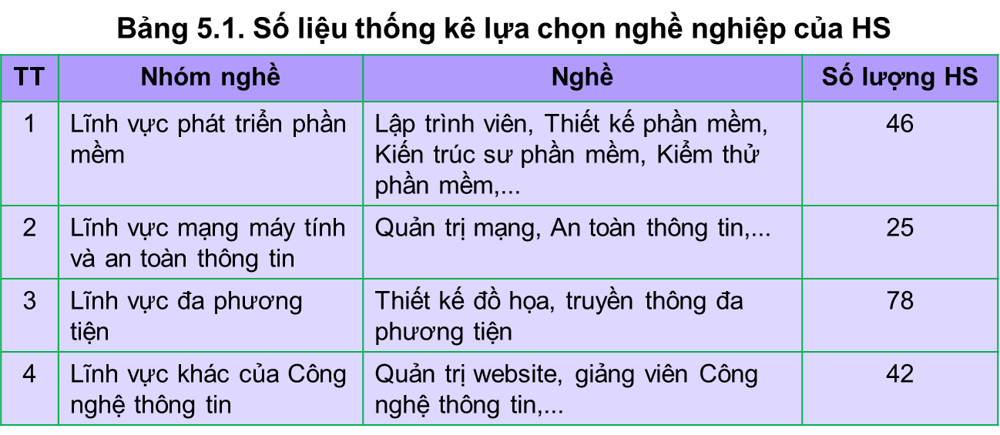 Bảng 5.1. Số liệu thống kê lựa chọn nghề nghiệp của HS
TT Nhóm nghề Nghề Số lượng HS
1 Lĩnh vực phát triển phần Lập trình viên, Thiết kế phần mềm, 46
mềm Kiến trúc sư phần mềm, Kiểm thử
phần mềm,...
2 Lĩnh vực mạng máy tính Quản trị mạng, An toàn thông tin,... 25
và an toàn thông tin
3 Lĩnh vực đa phương Thiết kế đồ họa, truyền thông đa 78
tiện phương tiện
4 Lĩnh vực khác của Công Quản trị website, giảng viên Công 42
nghệ thông tin nghệ thông tin,...